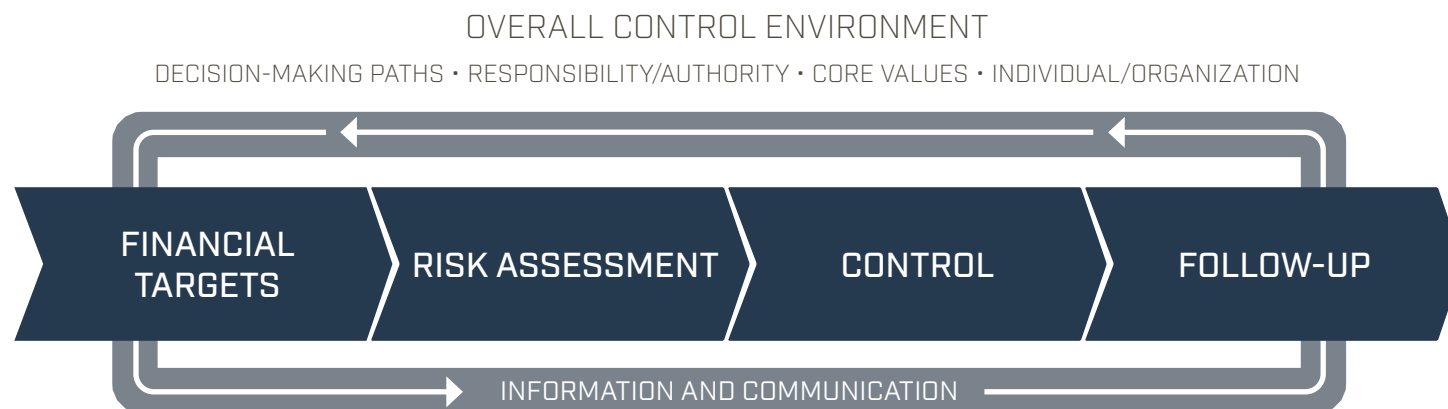 OVERALL CONTROL ENVIRONMENT
DECISION-MAKING PATHS • RESPONSIBILITY/AUTHORITY • CORE VALUES • INDIVIDUAL/ORGANIZATION
FINANCIAL
TARGETS
RISK ASSESSMENT
CONTROL
FOLLOW-UP
INFORMATION AND COMMUNICATION